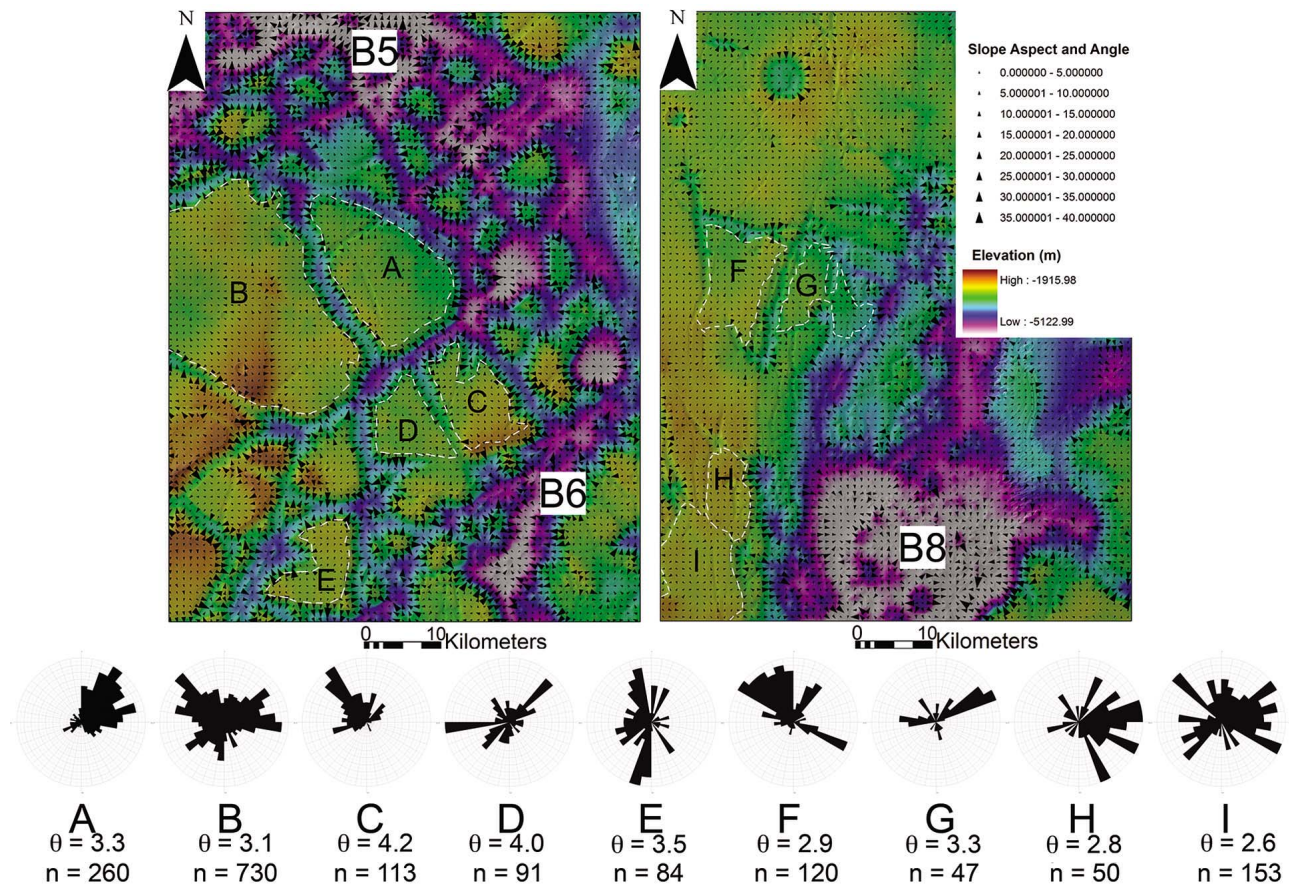 N
B5
A
B
C
D
B6
E
0 10
Kilometers
N
F
G
H
I
B8
0 10
Kilometers
Slope Aspect and Angle
0.000000 - 5.000000
5.000001 - 10.000000
10.000001 - 15.000000
15.000001 - 20.000000
20.000001 - 25.000000
25.000001 - 30.000000
30.000001 - 35.000000
35.000001 - 40.000000
Elevation (m)
High : -1915.98
Low : -5122.99
A B C D E F G H I
θ = 3.3 θ = 3.1 θ = 4.2 θ = 4.0 θ = 3.5 θ = 2.9 θ = 3.3 θ = 2.8 θ = 2.6
n = 260 n = 730 n = 113 n = 91 n = 84 n = 120 n = 47 n = 50 n = 153